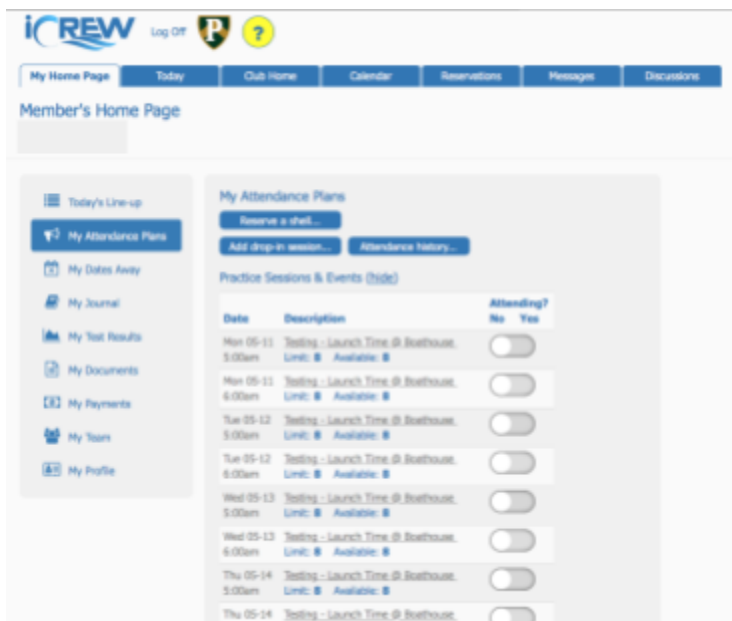 iCREW Log Off P ?
My Home Page Today Club Home Calendar Reservations Messages Discussions
Member's Home Page
Today's Line-up
My Attendance Plans
My Dates Away
My Journal
My Test Results
My Documents
My Payments
My Team
My Profile
My Attendance Plans
Reserve a shell...
Add drop-in session... Attendance history...
Practice Sessions & Events (hide)
Attending?
Date Description No Yes
Mon 05-11 Testing - Launch Time @ Boathouse
5:00am Limit: 8 Available: 8
Mon 05-11 Testing - Launch Time @ Boathouse
6:00am Limit: 8 Available: 8
Tue 05-12 Testing - Launch Time @ Boathouse
5:00am Limit: 8 Available: 8
Tue 05-12 Testing - Launch Time @ Boathouse
6:00am Limit: 8 Available: 8
Wed 05-13 Testing - Launch Time @ Boathouse
5:00am Limit: 8 Available: 8
Wed 05-13 Testing - Launch Time @ Boathouse
6:00am Limit: 8 Available: 8
Thu 05-14 Testing - Launch Time @ Boathouse
5:00am Limit: 8 Available: 8
Thu 05-14 Testing - Launch Time @ Boathouse